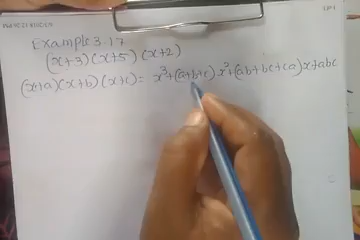 Example 3.17
(x+3)(x+5)(x+2)
(x+a)(x+b)(x+c) = x³+(a+b+c)x²+(ab+bc+ca)x+abc